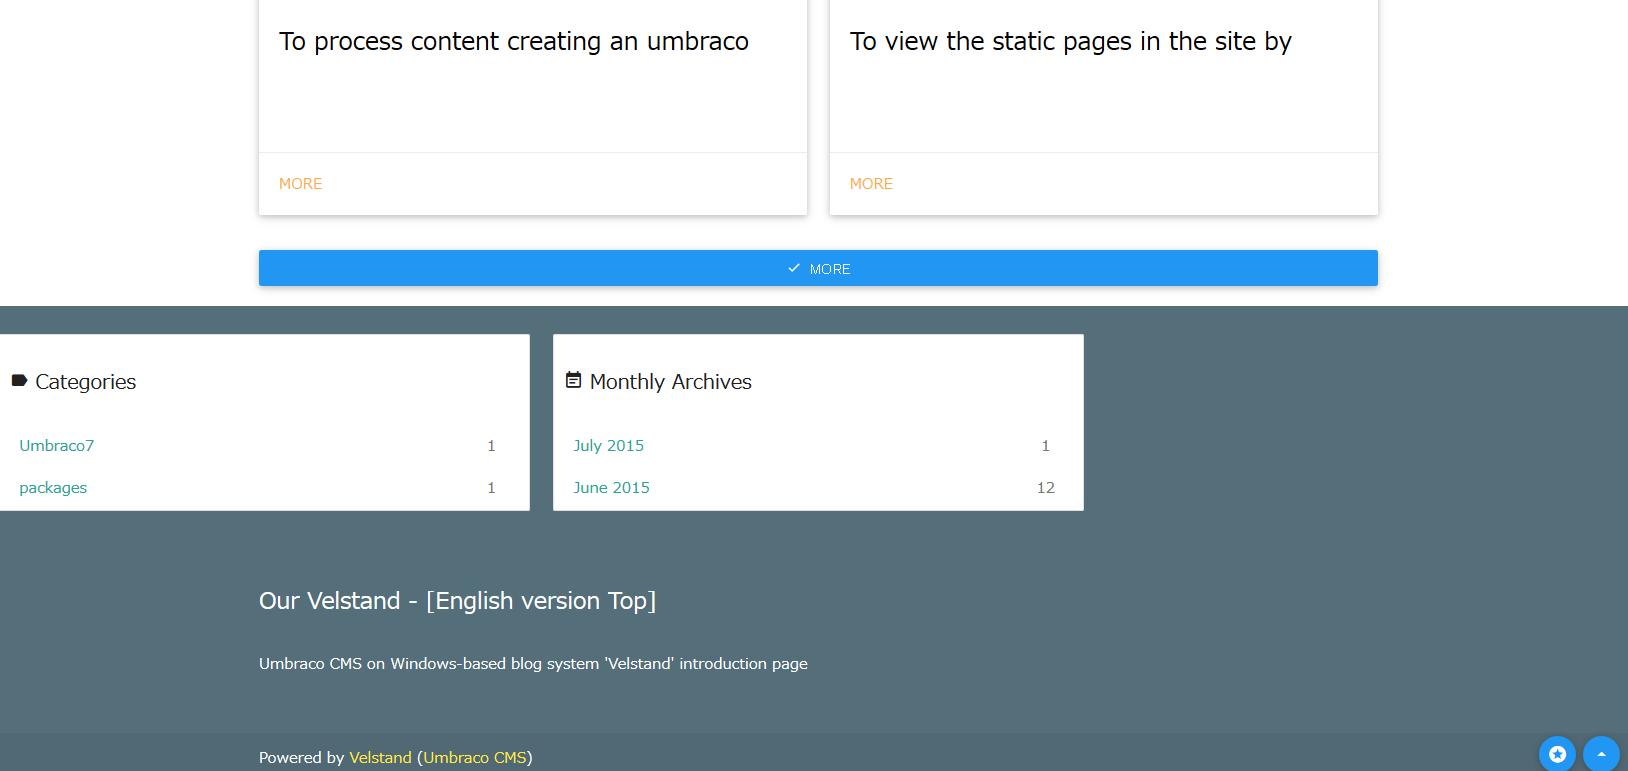 To process content creating an umbraco
To view the static pages in the site by
MORE
MORE
MORE
Categories
Umbraco7 1
packages 1
Monthly Archives
July 2015 1
June 2015 12
Our Velstand - [English version Top]
Umbraco CMS on Windows-based blog system 'Velstand' introduction page
Powered by Velstand (Umbraco CMS)